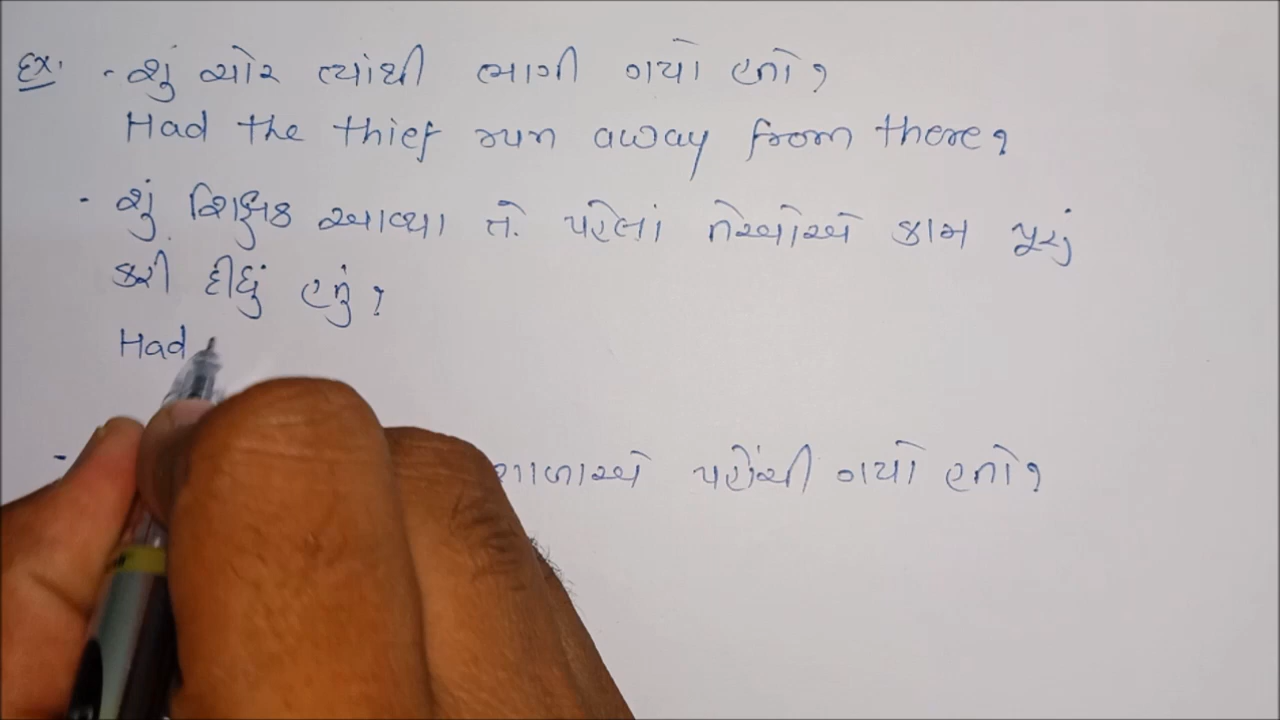 Ex. - શું ચોર ત્યાંથી ભાગી ગયો હતો?
Had the thief run away from there?
- શું શિક્ષક આવ્યા તે પહેલાં તેઓએ કામ પૂરું
કરી દીધું હતું?
Had
- શાળાએ પહોંચી ગયો હતો?